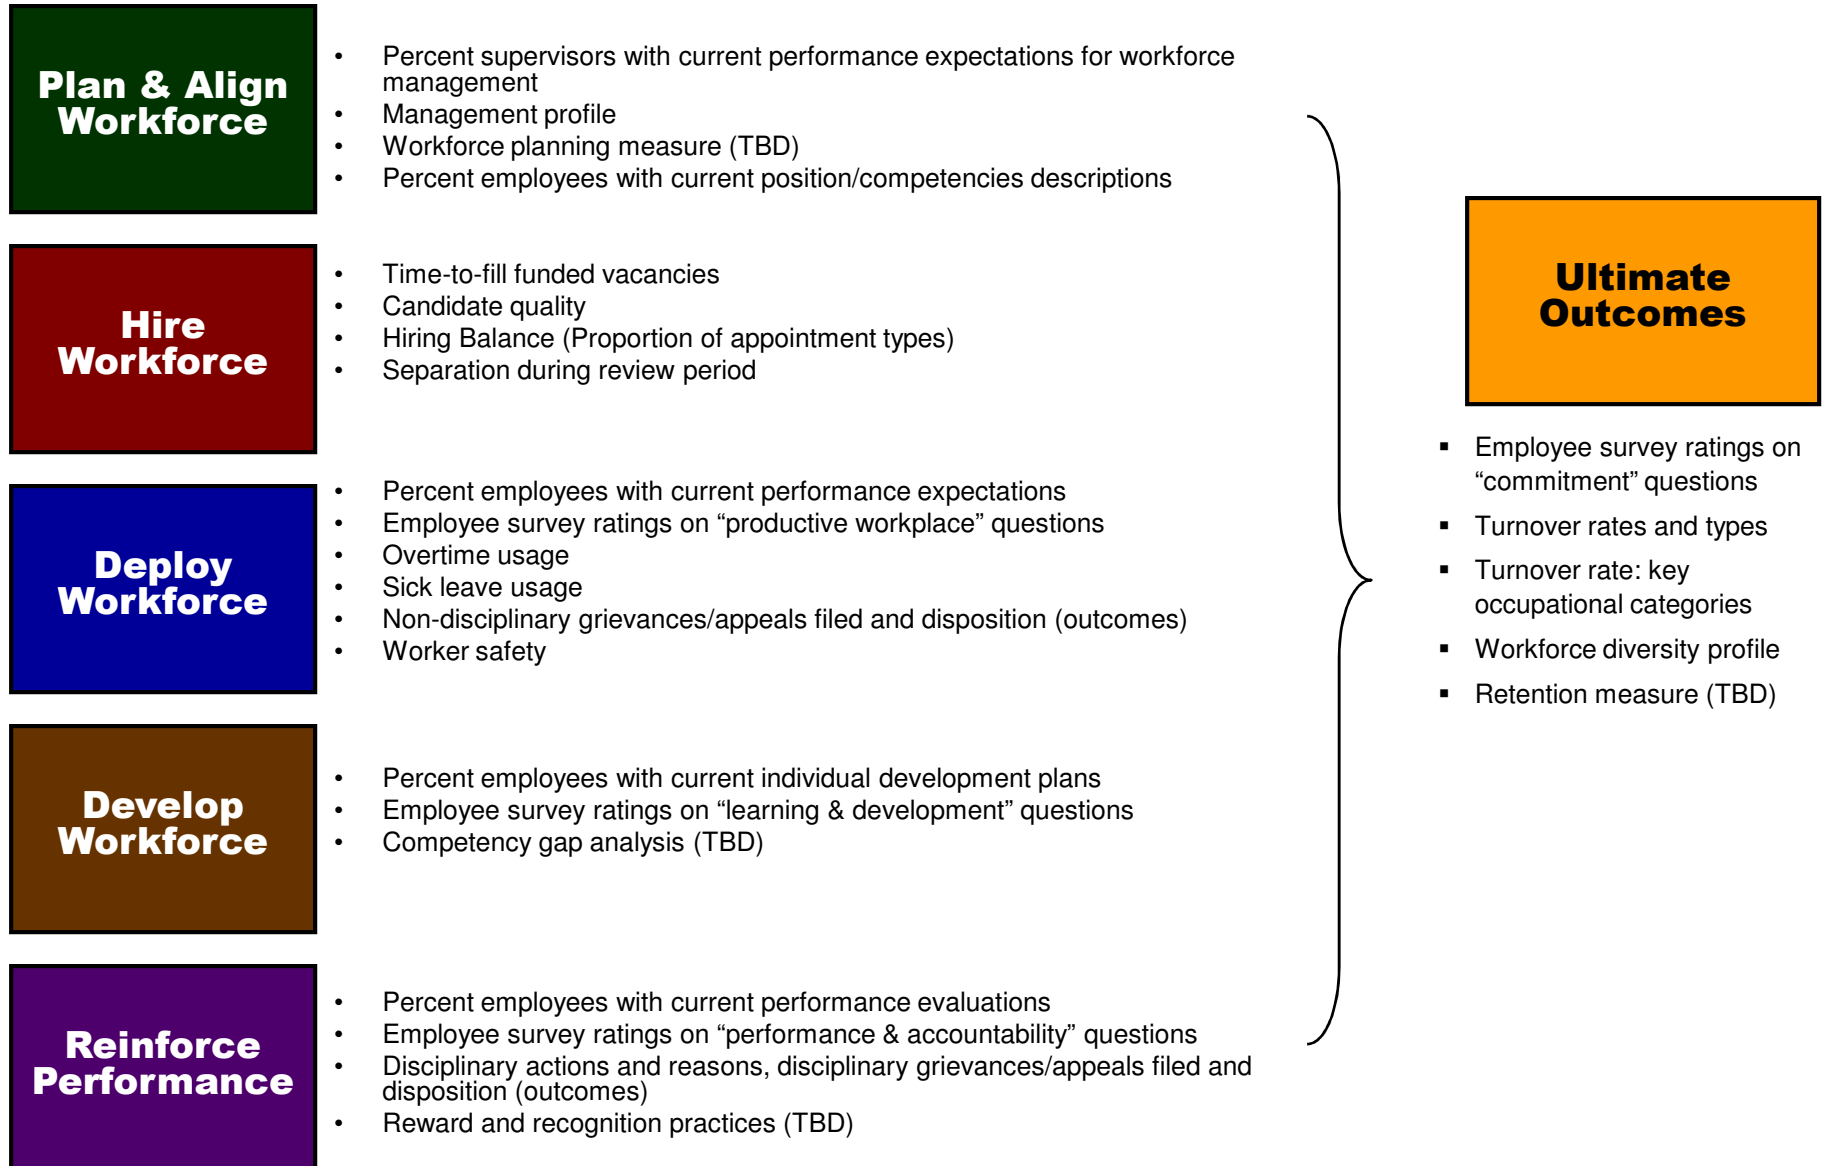 Plan & Align
Workforce
• Percent supervisors with current performance expectations for workforce
management
• Management profile
• Workforce planning measure (TBD)
• Percent employees with current position/competencies descriptions
Hire
Workforce
• Time-to-fill funded vacancies
• Candidate quality
• Hiring Balance (Proportion of appointment types)
• Separation during review period
Deploy
Workforce
• Percent employees with current performance expectations
• Employee survey ratings on “productive workplace” questions
• Overtime usage
• Sick leave usage
• Non-disciplinary grievances/appeals filed and disposition (outcomes)
• Worker safety
Develop
Workforce
• Percent employees with current individual development plans
• Employee survey ratings on “learning & development” questions
• Competency gap analysis (TBD)
Reinforce
Performance
• Percent employees with current performance evaluations
• Employee survey ratings on “performance & accountability” questions
• Disciplinary actions and reasons, disciplinary grievances/appeals filed and
disposition (outcomes)
• Reward and recognition practices (TBD)
Ultimate
Outcomes
▪ Employee survey ratings on
“commitment” questions
▪ Turnover rates and types
▪ Turnover rate: key
occupational categories
▪ Workforce diversity profile
▪ Retention measure (TBD)